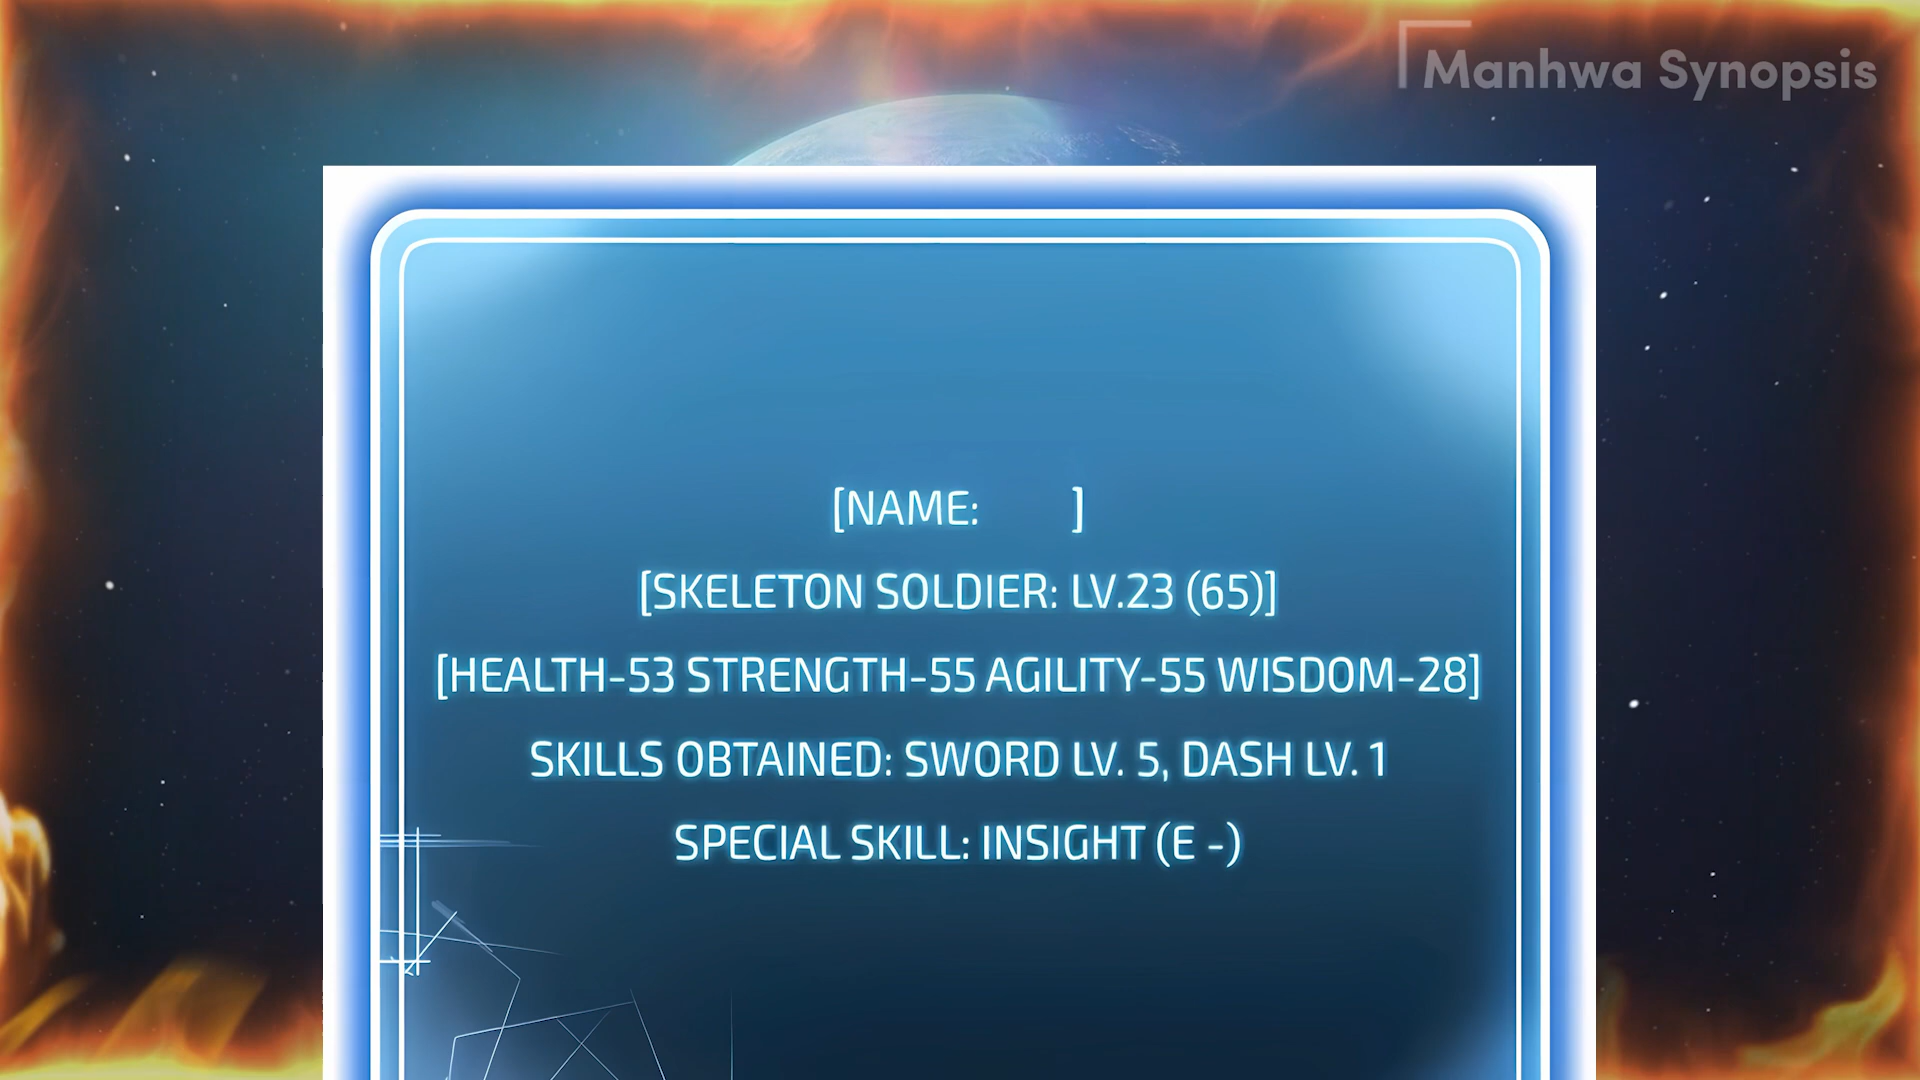 Manhwa Synopsis
[NAME: ]
[SKELETON SOLDIER: LV.23 (65)]
[HEALTH-53 STRENGTH-55 AGILITY-55 WISDOM-28]
SKILLS OBTAINED: SWORD LV. 5, DASH LV. 1
SPECIAL SKILL: INSIGHT (E -)